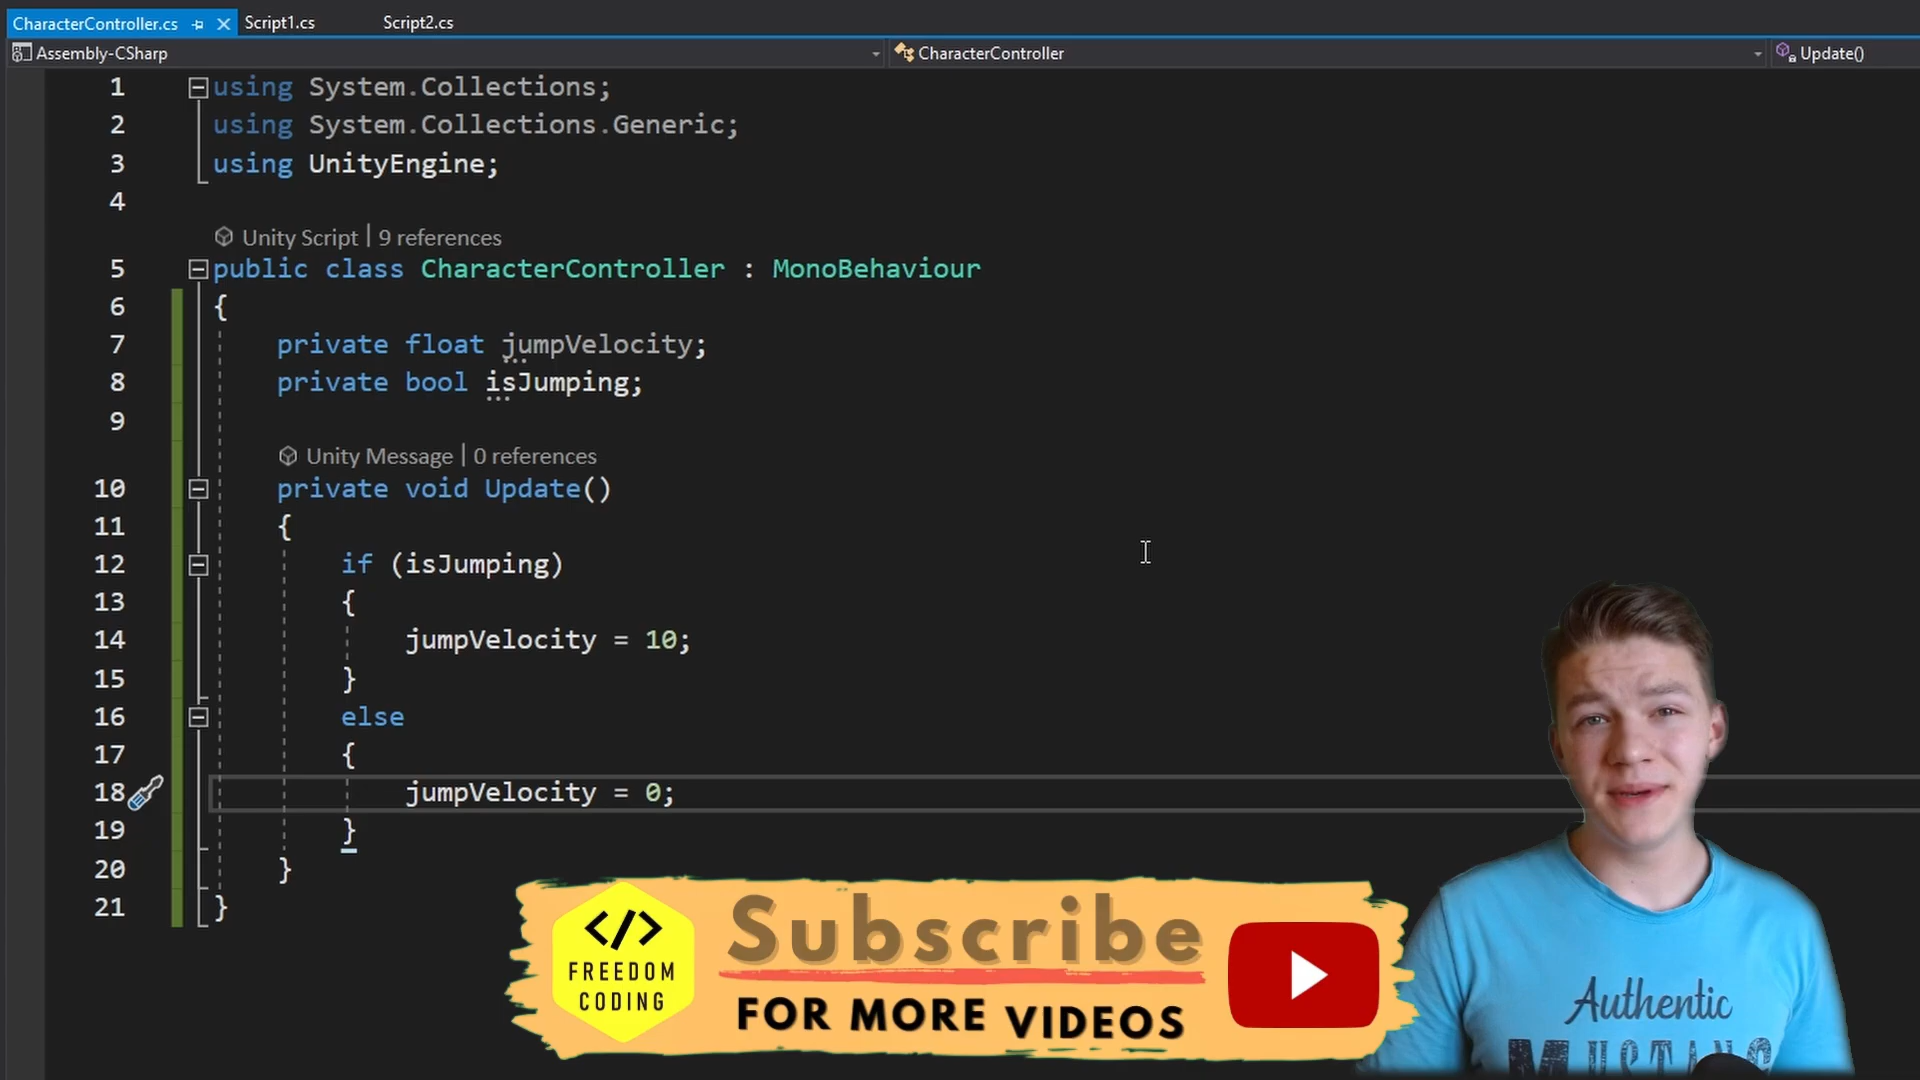 CharacterController.cs
Script1.cs
Script2.cs
Assembly-CSharp
CharacterController
Update()
1 using System.Collections;
2 using System.Collections.Generic;
3 using UnityEngine;
4
Unity Script | 9 references
5 public class CharacterController : MonoBehaviour
6 {
7 private float jumpVelocity;
8 private bool isJumping;
9
Unity Message | 0 references
10 private void Update()
11 {
12 if (isJumping)
13 {
14 jumpVelocity = 10;
15 }
16 else
17 {
18 jumpVelocity = 0;
19 }
20 }
21 }
</>
FREEDOM
CODING
Subscribe
FOR MORE VIDEOS
Authentic
MUSTANG